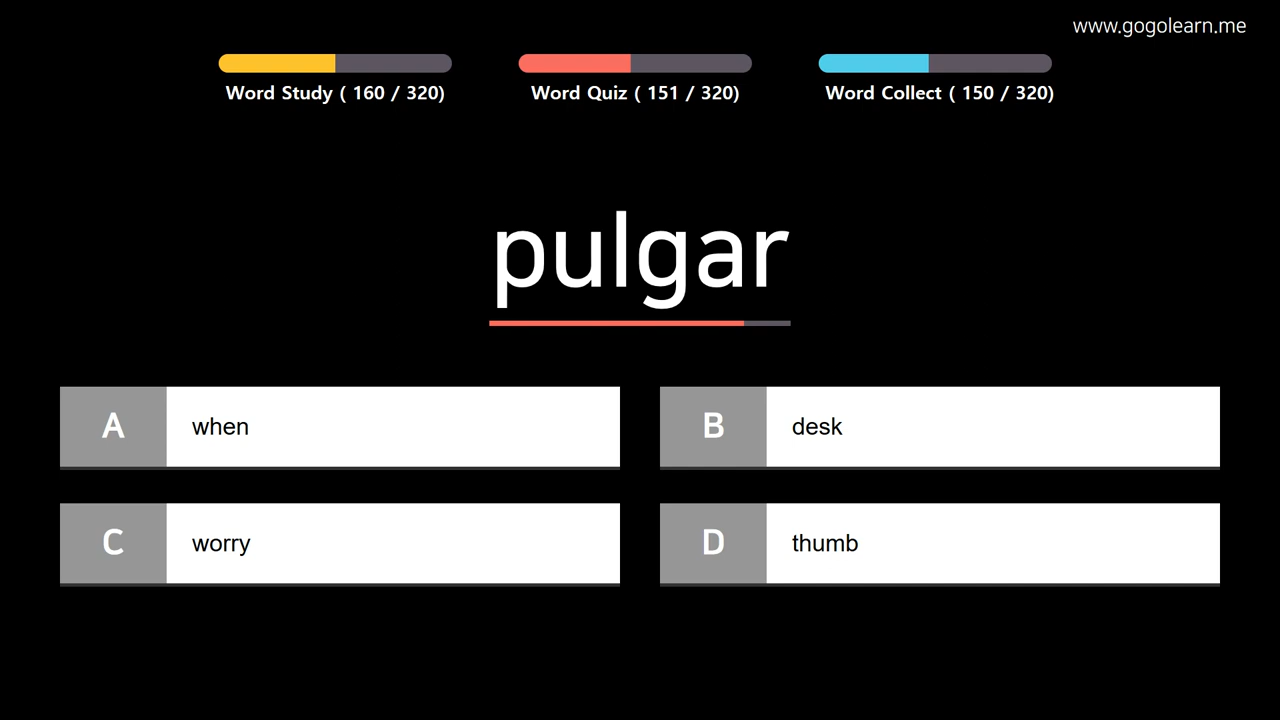 www.gogolearn.me
Word Study ( 160 / 320)
Word Quiz ( 151 / 320)
Word Collect ( 150 / 320)
pulgar
A when
B desk
C worry
D thumb